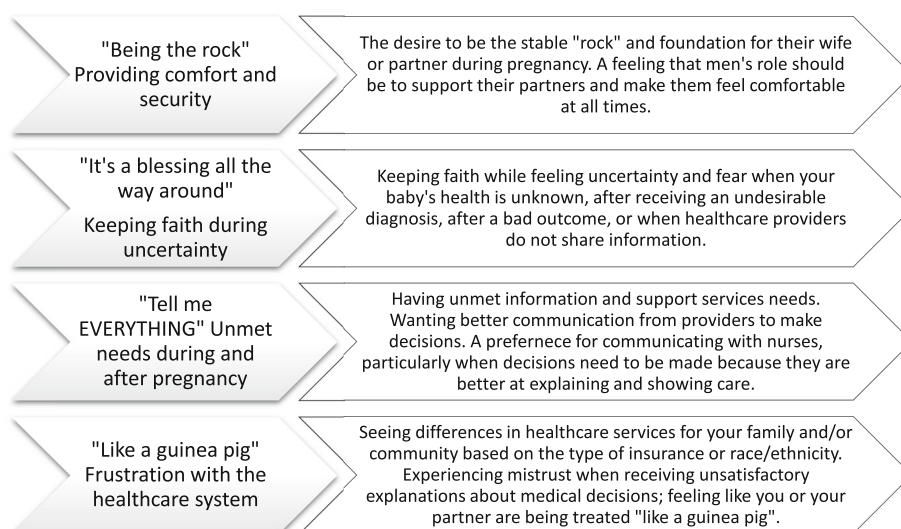 "Being the rock"
Providing comfort and
security
The desire to be the stable "rock" and foundation for their wife
or partner during pregnancy. A feeling that men's role should
be to support their partners and make them feel comfortable
at all times.
"It's a blessing all the
way around"
Keeping faith during
uncertainty
Keeping faith while feeling uncertainty and fear when your
baby's health is unknown, after receiving an undesirable
diagnosis, after a bad outcome, or when healthcare providers
do not share information.
"Tell me
EVERYTHING" Unmet
needs during and
after pregnancy
Having unmet information and support services needs.
Wanting better communication from providers to make
decisions. A prefernece for communicating with nurses,
particularly when decisions need to be made because they are
better at explaining and showing care.
"Like a guinea pig"
Frustration with the
healthcare system
Seeing differences in healthcare services for your family and/or
community based on the type of insurance or race/ethnicity.
Experiencing mistrust when receiving unsatisfactory
explanations about medical decisions; feeling like you or your
partner are being treated "like a guinea pig".